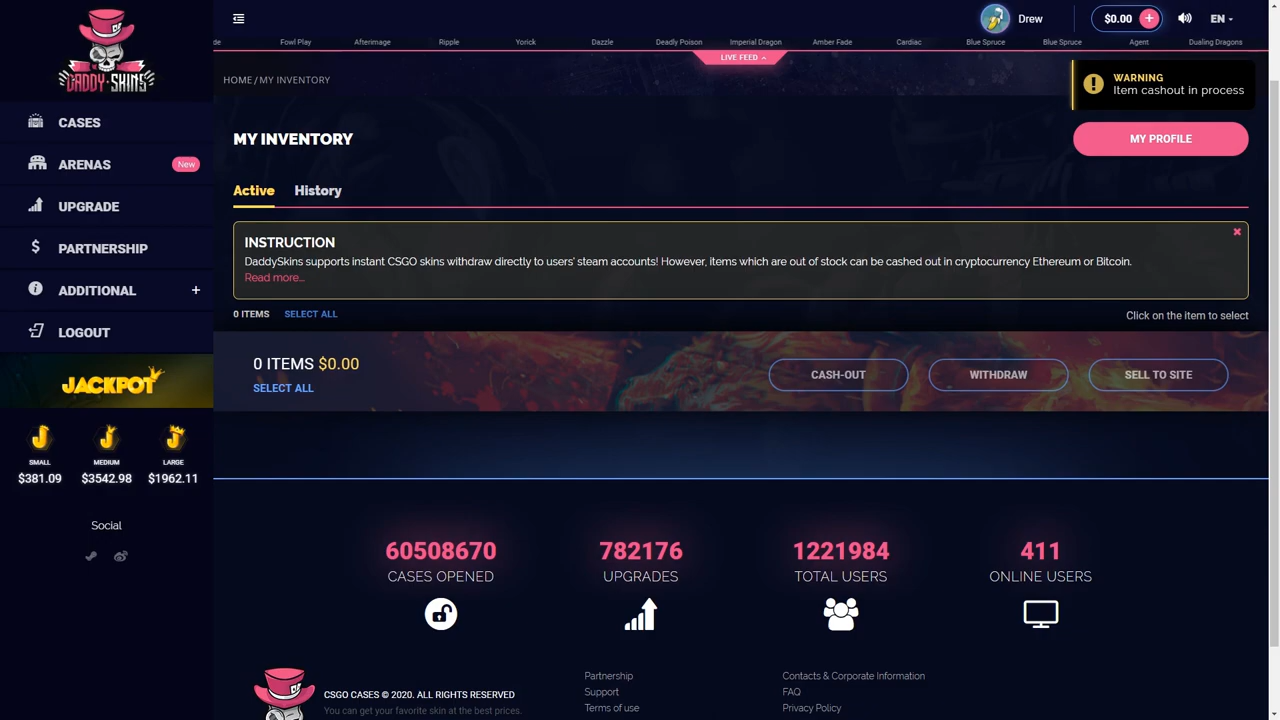 DADDY SKINS
Drew
$0.00
EN
de
Fowl Play
Afterimage
Ripple
Yorick
Dazzle
Deadly Poison
Imperial Dragon
Amber Fade
Cardiac
Blue Spruce
Blue Spruce
Agent
Dualing Dragons
LIVE FEED
HOME / MY INVENTORY
WARNING
Item cashout in process
CASES
ARENAS
New
UPGRADE
PARTNERSHIP
ADDITIONAL
LOGOUT
JACKPOT
SMALL
MEDIUM
LARGE
$381.09
$3542.98
$1962.11
Social
MY INVENTORY
MY PROFILE
Active
History
INSTRUCTION
DaddySkins supports instant CSGO skins withdraw directly to users' steam accounts! However, items which are out of stock can be cashed out in cryptocurrency Ethereum or Bitcoin.
Read more...
0 ITEMS
SELECT ALL
Click on the item to select
0 ITEMS $0.00
SELECT ALL
CASH-OUT
WITHDRAW
SELL TO SITE
60508670
CASES OPENED
782176
UPGRADES
1221984
TOTAL USERS
411
ONLINE USERS
CSGO CASES © 2020. ALL RIGHTS RESERVED
You can get your favorite skin at the best prices.
Partnership
Support
Terms of use
Contacts & Corporate Information
FAQ
Privacy Policy